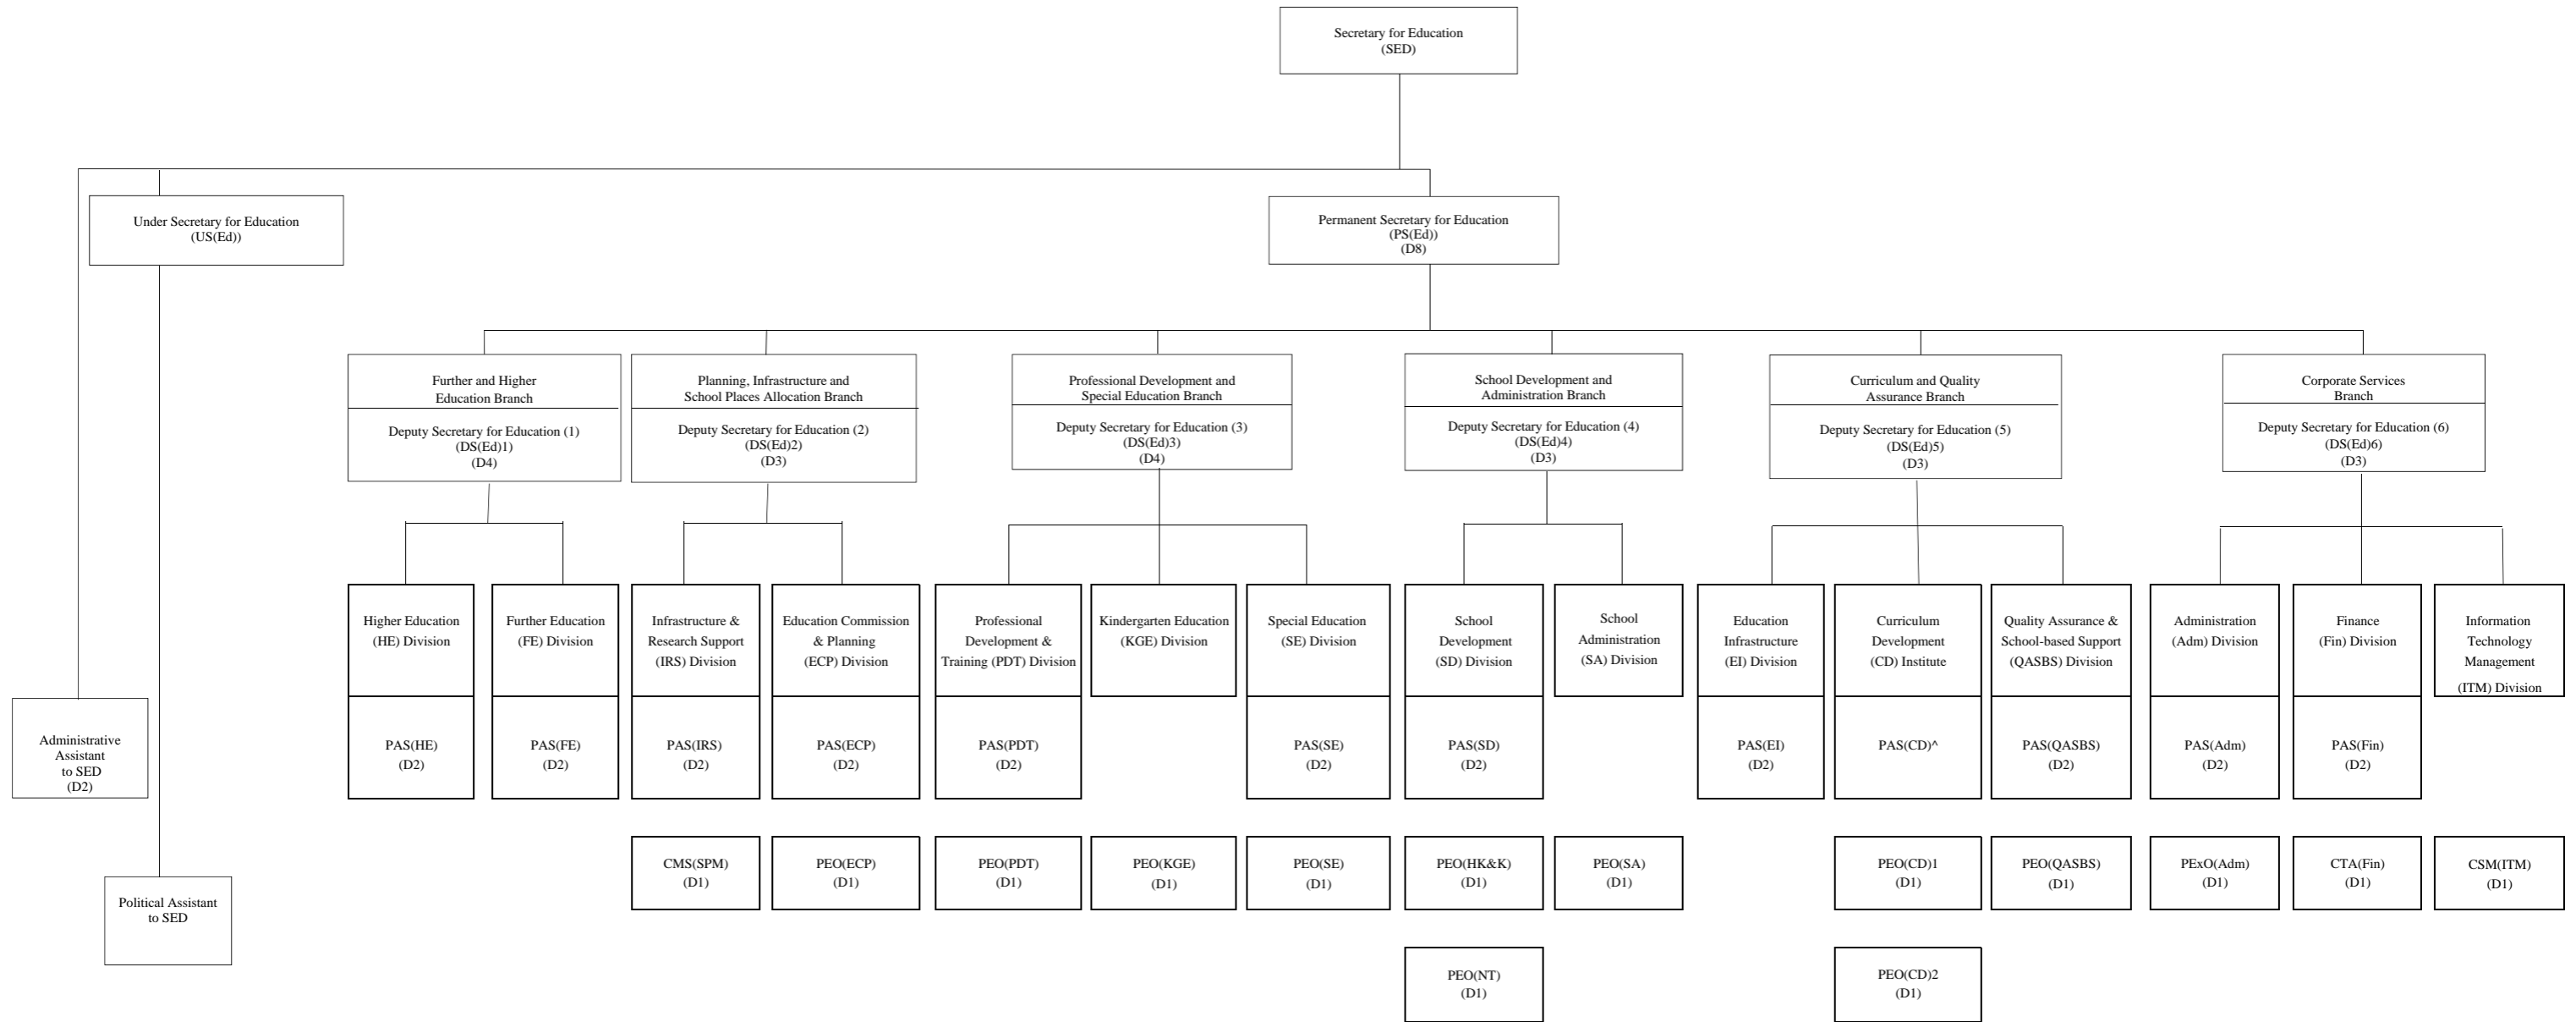 Secretary for Education
(SED)
Under Secretary for Education
(US(Ed))
Permanent Secretary for Education
(PS(Ed))
(D8)
Further and Higher
Education Branch
Deputy Secretary for Education (1)
(DS(Ed)1)
(D4)
Planning, Infrastructure and
School Places Allocation Branch
Deputy Secretary for Education (2)
(DS(Ed)2)
(D3)
Professional Development and
Special Education Branch
Deputy Secretary for Education (3)
(DS(Ed)3)
(D4)
School Development and
Administration Branch
Deputy Secretary for Education (4)
(DS(Ed)4)
(D3)
Curriculum and Quality
Assurance Branch
Deputy Secretary for Education (5)
(DS(Ed)5)
(D3)
Corporate Services
Branch
Deputy Secretary for Education (6)
(DS(Ed)6)
(D3)
Higher Education
(HE) Division
Further Education
(FE) Division
Infrastructure &
Research Support
(IRS) Division
Education Commission
& Planning
(ECP) Division
Professional
Development &
Training (PDT) Division
Kindergarten Education
(KGE) Division
Special Education
(SE) Division
School
Development
(SD) Division
School
Administration
(SA) Division
Education
Infrastructure
(EI) Division
Curriculum
Development
(CD) Institute
Quality Assurance &
School-based Support
(QASBS) Division
Administration
(Adm) Division
Finance
(Fin) Division
Information
Technology
Management
(ITM) Division
Administrative
Assistant
to SED
(D2)
PAS(HE)
(D2)
PAS(FE)
(D2)
PAS(IRS)
(D2)
PAS(ECP)
(D2)
PAS(PDT)
(D2)
PAS(SE)
(D2)
PAS(SD)
(D2)
PAS(EI)
(D2)
PAS(CD)^
PAS(QASBS)
(D2)
PAS(Adm)
(D2)
PAS(Fin)
(D2)
Political Assistant
to SED
CMS(SPM)
(D1)
PEO(ECP)
(D1)
PEO(PDT)
(D1)
PEO(KGE)
(D1)
PEO(SE)
(D1)
PEO(HK&K)
(D1)
PEO(SA)
(D1)
PEO(CD)1
(D1)
PEO(QASBS)
(D1)
PExO(Adm)
(D1)
CTA(Fin)
(D1)
CSM(ITM)
(D1)
PEO(NT)
(D1)
PEO(CD)2
(D1)